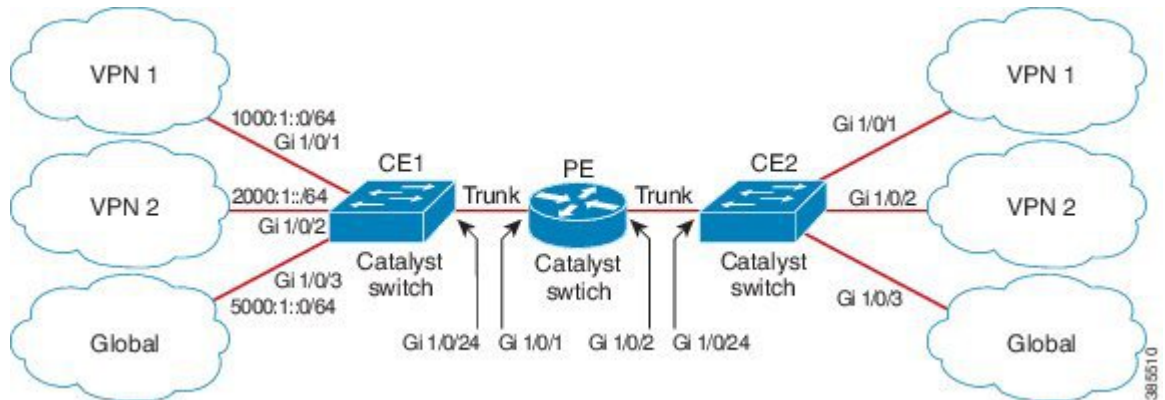 VPN 1
1000:1::0/64
Gi 1/0/1
VPN 2
2000:1::/64
Gi 1/0/2
Global
Gi 1/0/3
5000:1::0/64
CE1
Catalyst
switch
Trunk
PE
Catalyst
swtich
Trunk
CE2
Catalyst
switch
Gi 1/0/24
Gi 1/0/1
Gi 1/0/2
Gi 1/0/24
Gi 1/0/1
VPN 1
Gi 1/0/2
VPN 2
Gi 1/0/3
Global
385510